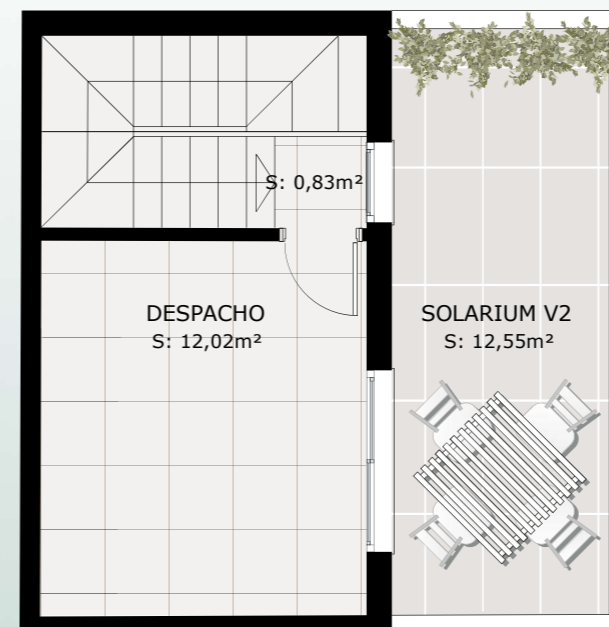 S: 0,83m²
DESPACHO
S: 12,02m²
SOLARIUM V2
S: 12,55m²